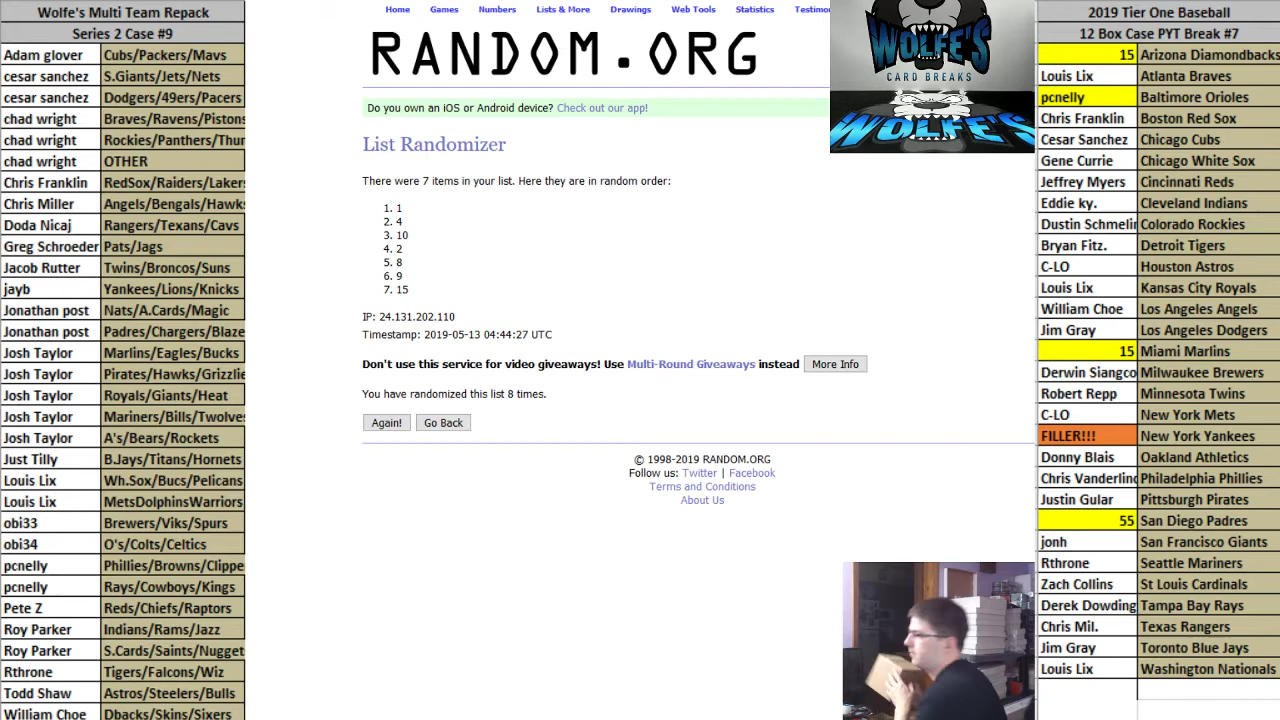 Wolfe's Multi Team Repack
Series 2 Case #9
Adam glover Cubs/Packers/Mavs
cesar sanchez S.Giants/Jets/Nets
cesar sanchez Dodgers/49ers/Pacers
chad wright Braves/Ravens/Pistons
chad wright Rockies/Panthers/Thur
chad wright OTHER
Chris Franklin RedSox/Raiders/Lakers
Chris Miller Angels/Bengals/Hawks
Doda Nicaj Rangers/Texans/Cavs
Greg Schroeder Pats/Jags
Jacob Rutter Twins/Broncos/Suns
jayb Yankees/Lions/Knicks
Jonathan post Nats/A.Cards/Magic
Jonathan post Padres/Chargers/Blaze
Josh Taylor Marlins/Eagles/Bucks
Josh Taylor Pirates/Hawks/Grizzlie
Josh Taylor Royals/Giants/Heat
Josh Taylor Mariners/Bills/Twolves
Josh Taylor A's/Bears/Rockets
Just Tilly B.Jays/Titans/Hornets
Louis Lix Wh.Sox/Bucs/Pelicans
Louis Lix MetsDolphinsWarriors
obi33 Brewers/Viks/Spurs
obi34 O's/Colts/Celtics
pcnelly Phillies/Browns/Clippe
pcnelly Rays/Cowboys/Kings
Pete Z Reds/Chiefs/Raptors
Roy Parker Indians/Rams/Jazz
Roy Parker S.Cards/Saints/Nugget
Rthrone Tigers/Falcons/Wiz
Todd Shaw Astros/Steelers/Bulls
William Choe Dbacks/Skins/Sixers
Home Games Numbers Lists & More Drawings Web Tools Statistics Testimon
RANDOM.ORG
Do you own an iOS or Android device? Check out our app!
List Randomizer
There were 7 items in your list. Here they are in random order:
1. 1
2. 4
3. 10
4. 2
5. 8
6. 9
7. 15
IP: 24.131.202.110
Timestamp: 2019-05-13 04:44:27 UTC
Don't use this service for video giveaways! Use Multi-Round Giveaways instead More Info
You have randomized this list 8 times.
Again! Go Back
© 1998-2019 RANDOM.ORG
Follow us: Twitter | Facebook
Terms and Conditions
About Us
WOLFE'S
CARD BREAKS
WOLFE'S
2019 Tier One Baseball
12 Box Case PYT Break #7
15 Arizona Diamondbacks
Louis Lix Atlanta Braves
pcnelly Baltimore Orioles
Chris Franklin Boston Red Sox
Cesar Sanchez Chicago Cubs
Gene Currie Chicago White Sox
Jeffrey Myers Cincinnati Reds
Eddie ky. Cleveland Indians
Dustin Schmelin Colorado Rockies
Bryan Fitz. Detroit Tigers
C-LO Houston Astros
Louis Lix Kansas City Royals
William Choe Los Angeles Angels
Jim Gray Los Angeles Dodgers
15 Miami Marlins
Derwin Siangco Milwaukee Brewers
Robert Repp Minnesota Twins
C-LO New York Mets
FILLER!!! New York Yankees
Donny Blais Oakland Athletics
Chris Vanderlind Philadelphia Phillies
Justin Gular Pittsburgh Pirates
55 San Diego Padres
jonh San Francisco Giants
Rthrone Seattle Mariners
Zach Collins St Louis Cardinals
Derek Dowding Tampa Bay Rays
Chris Mil. Texas Rangers
Jim Gray Toronto Blue Jays
Louis Lix Washington Nationals